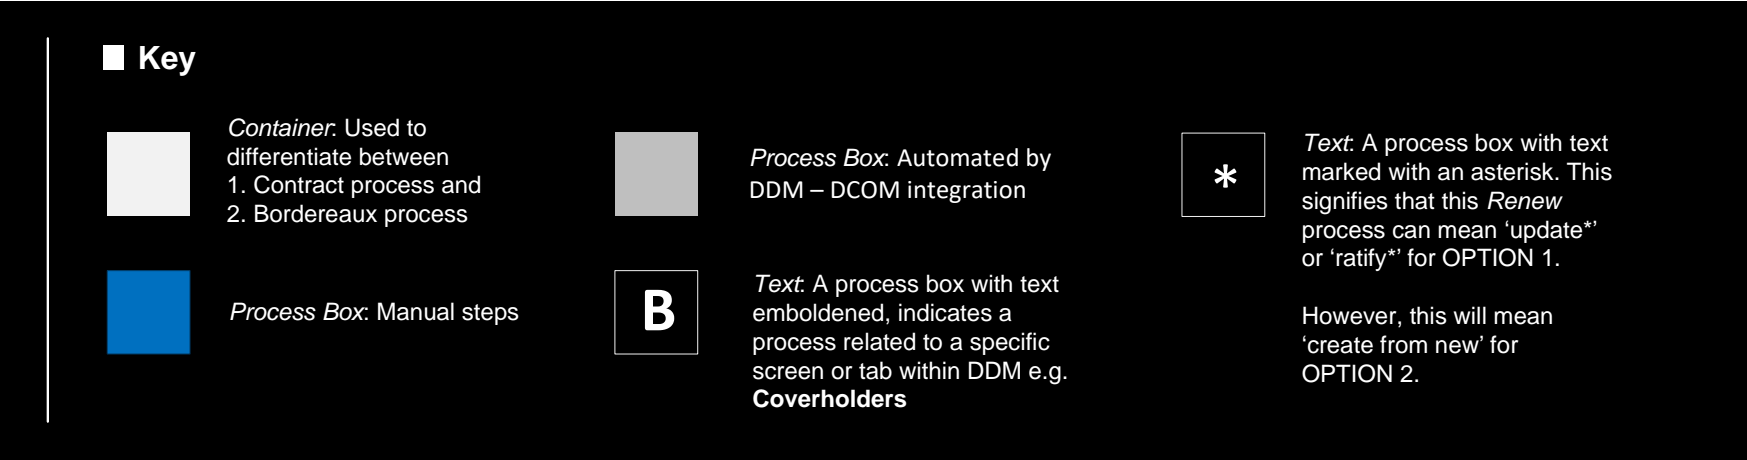 Key
Container: Used to
differentiate between
1. Contract process and
2. Bordereaux process
Process Box: Manual steps
Process Box: Automated by
DDM – DCOM integration
B
Text: A process box with text
emboldened, indicates a
process related to a specific
screen or tab within DDM e.g.
Coverholders
*
Text: A process box with text
marked with an asterisk. This
signifies that this Renew
process can mean ‘update*’
or ‘ratify*’ for OPTION 1.
However, this will mean
‘create from new’ for
OPTION 2.